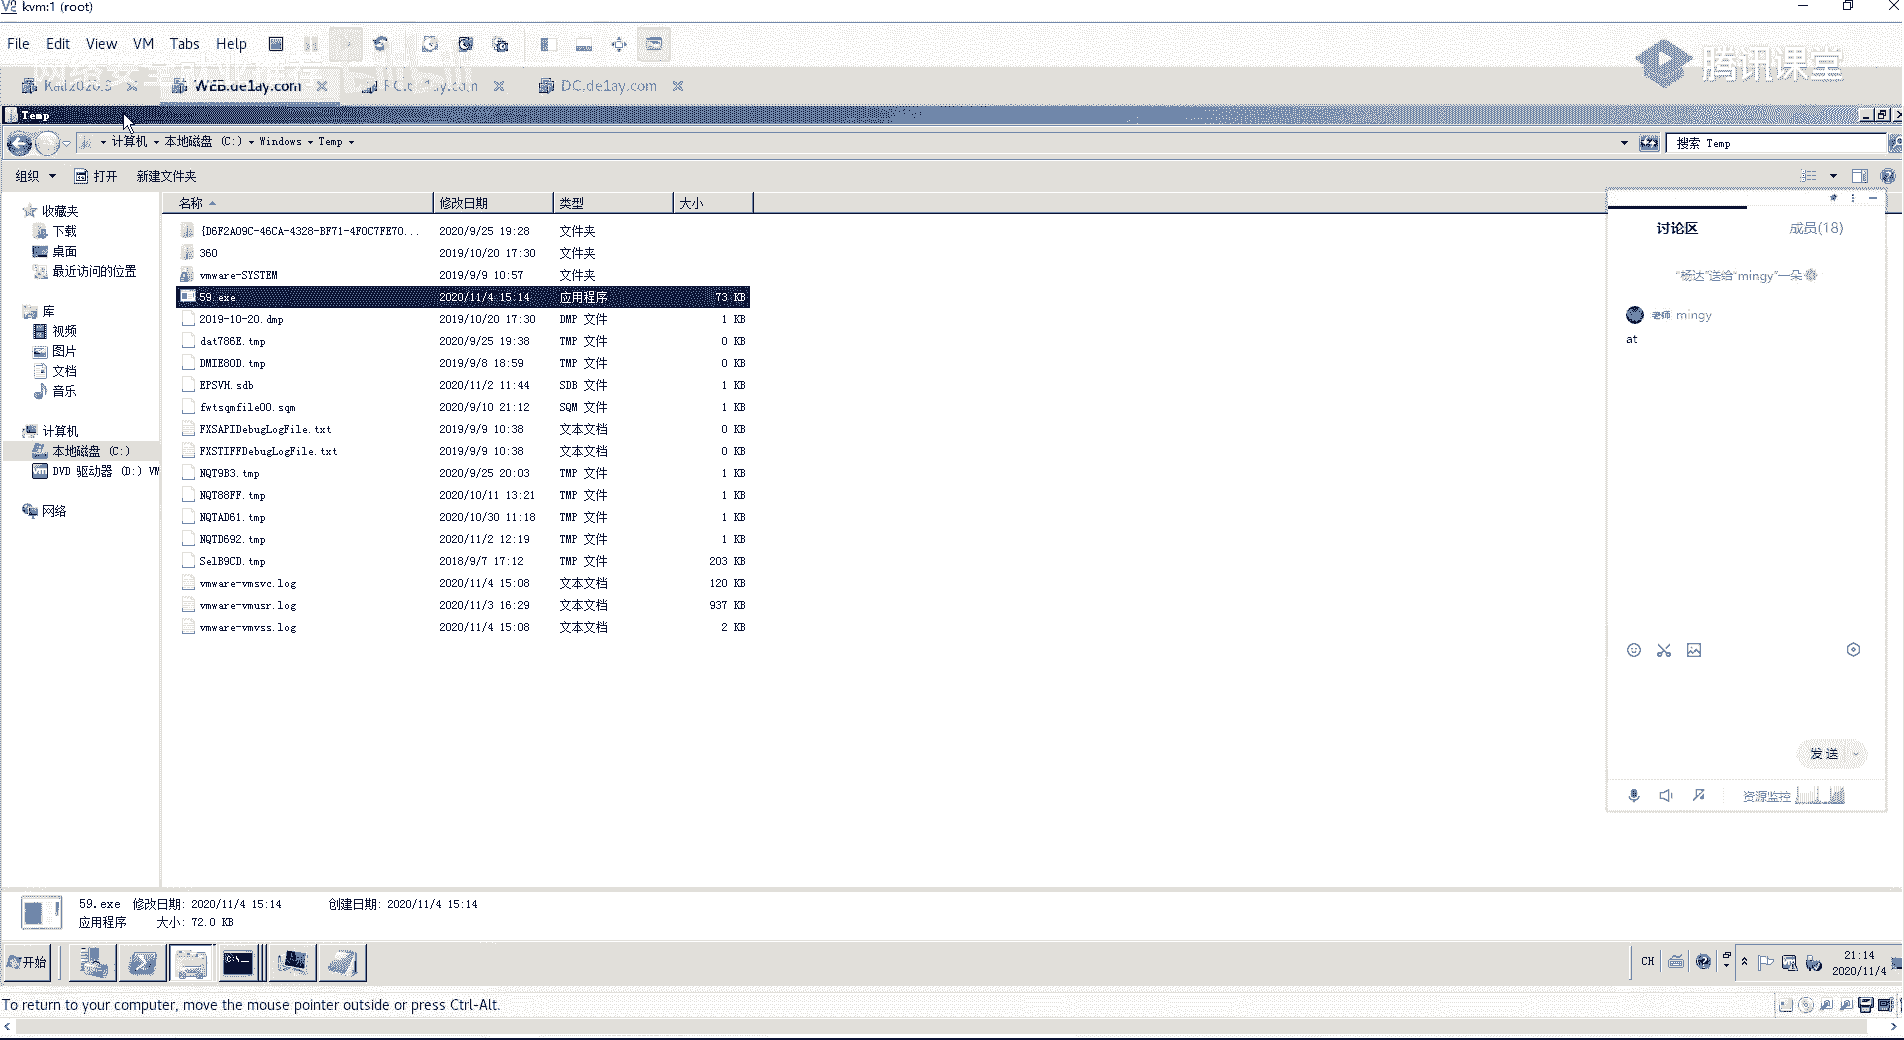 kvm:1 (root)
File Edit View VM Tabs Help
腾讯课堂
WEB.de1ay.com
DC.de1ay.com
Temp
计算机 本地磁盘 (C:) Windows Temp
搜索 Temp
组织 打开 新建文件夹
名称 修改日期 类型 大小
收藏夹
下载
桌面
最近访问的位置
库
视频
图片
文档
音乐
计算机
本地磁盘 (C:)
DVD 驱动器 (D:) VM
网络
{D6F2A09C-46CA-4328-BF71-4F0C7FE70... 2020/9/25 19:28 文件夹
360 2019/10/20 17:30 文件夹
vmware-SYSTEM 2019/9/9 10:57 文件夹
59.exe 2020/11/4 15:14 应用程序 73 KB
2019-10-20.dmp 2019/10/20 17:30 DMP 文件 1 KB
dat786E.tmp 2020/9/25 19:38 TMP 文件 0 KB
DMIE80D.tmp 2019/9/8 18:59 TMP 文件 0 KB
EPSVH.sdb 2020/11/2 11:44 SDB 文件 1 KB
fwtsqmfile00.sqm 2020/9/10 21:12 SQM 文件 1 KB
FXSAPIDebugLogFile.txt 2019/9/9 10:38 文本文档 0 KB
FXSTIFFDebugLogFile.txt 2019/9/9 10:38 文本文档 0 KB
NQT9B3.tmp 2020/9/25 20:03 TMP 文件 1 KB
NQT88FF.tmp 2020/10/11 13:21 TMP 文件 1 KB
NQTAD61.tmp 2020/10/30 11:18 TMP 文件 1 KB
NQTD692.tmp 2020/11/2 12:19 TMP 文件 1 KB
SelB9CD.tmp 2018/9/7 17:12 TMP 文件 203 KB
vmware-vmsvc.log 2020/11/4 15:08 文本文档 120 KB
vmware-vmusr.log 2020/11/3 16:29 文本文档 937 KB
vmware-vmvss.log 2020/11/4 15:08 文本文档 2 KB
讨论区 成员(18)
"杨达"送给"mingy"一朵
老师 mingy
at
发送
资源监控
59.exe 修改日期: 2020/11/4 15:14 创建日期: 2020/11/4 15:14
应用程序 大小: 72.0 KB
开始
CH
21:14
2020/11/4
To return to your computer, move the mouse pointer outside or press Ctrl-Alt.